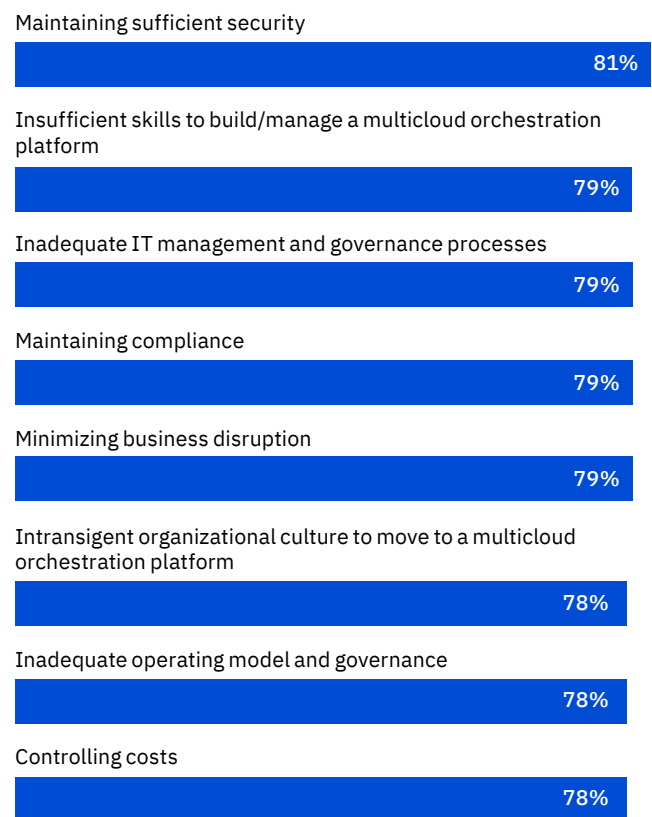 Maintaining sufficient security
81%
Insufficient skills to build/manage a multicloud orchestration
platform
79%
Inadequate IT management and governance processes
79%
Maintaining compliance
79%
Minimizing business disruption
79%
Intransigent organizational culture to move to a multicloud
orchestration platform
78%
Inadequate operating model and governance
78%
Controlling costs
78%